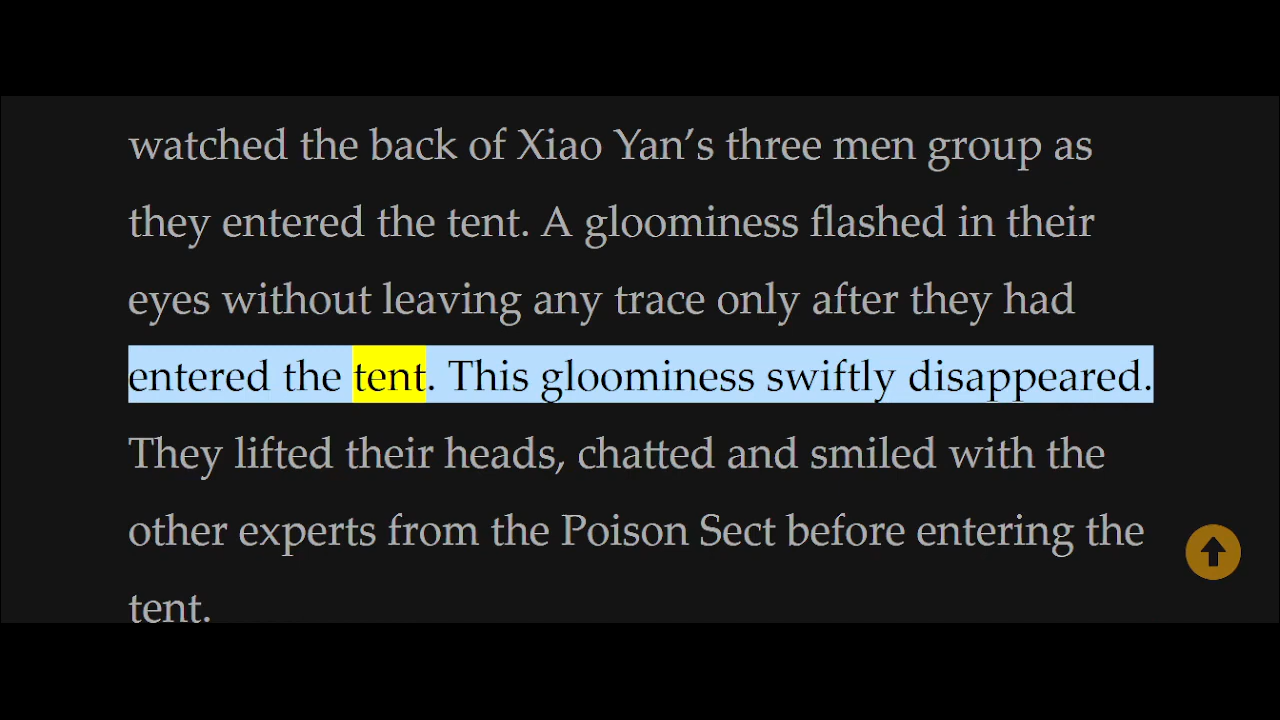 watched the back of Xiao Yan’s three men group as
they entered the tent. A gloominess flashed in their
eyes without leaving any trace only after they had
entered the tent. This gloominess swiftly disappeared.
They lifted their heads, chatted and smiled with the
other experts from the Poison Sect before entering the
tent.